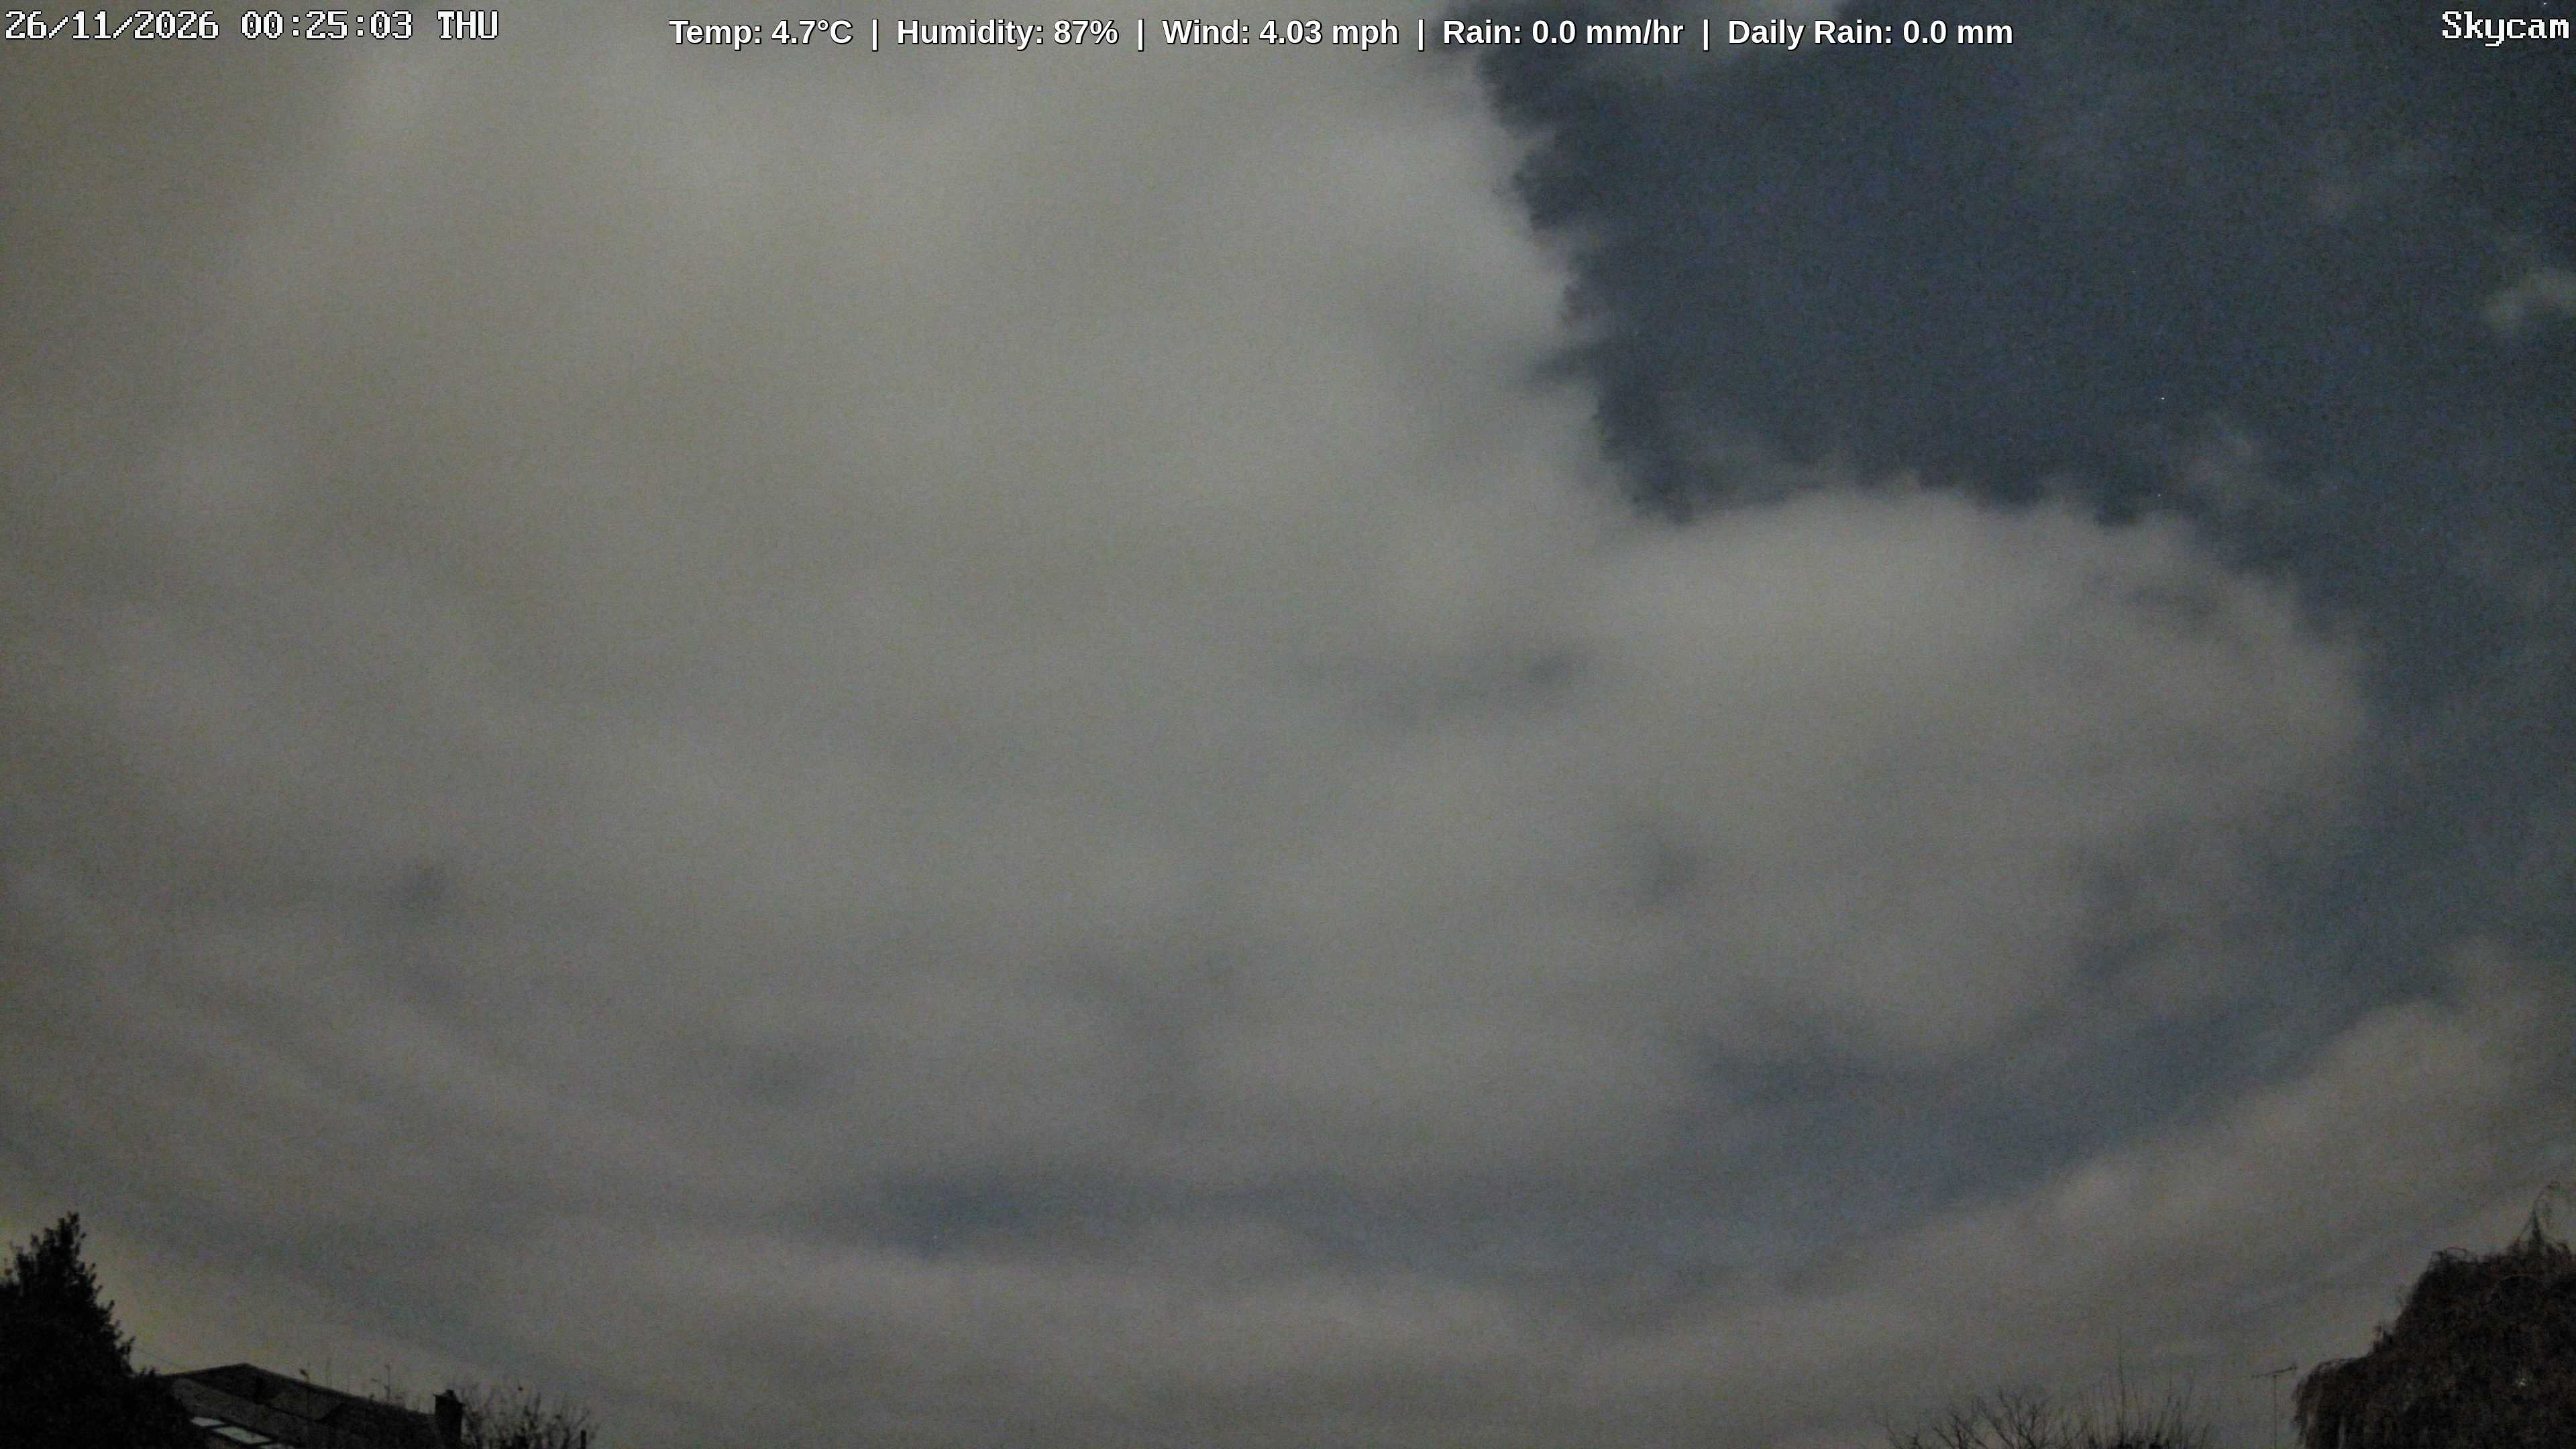 26/11/2026 00:25:03 THU
Temp: 4.7°C | Humidity: 87% | Wind: 4.03 mph | Rain: 0.0 mm/hr | Daily Rain: 0.0 mm
Skycam